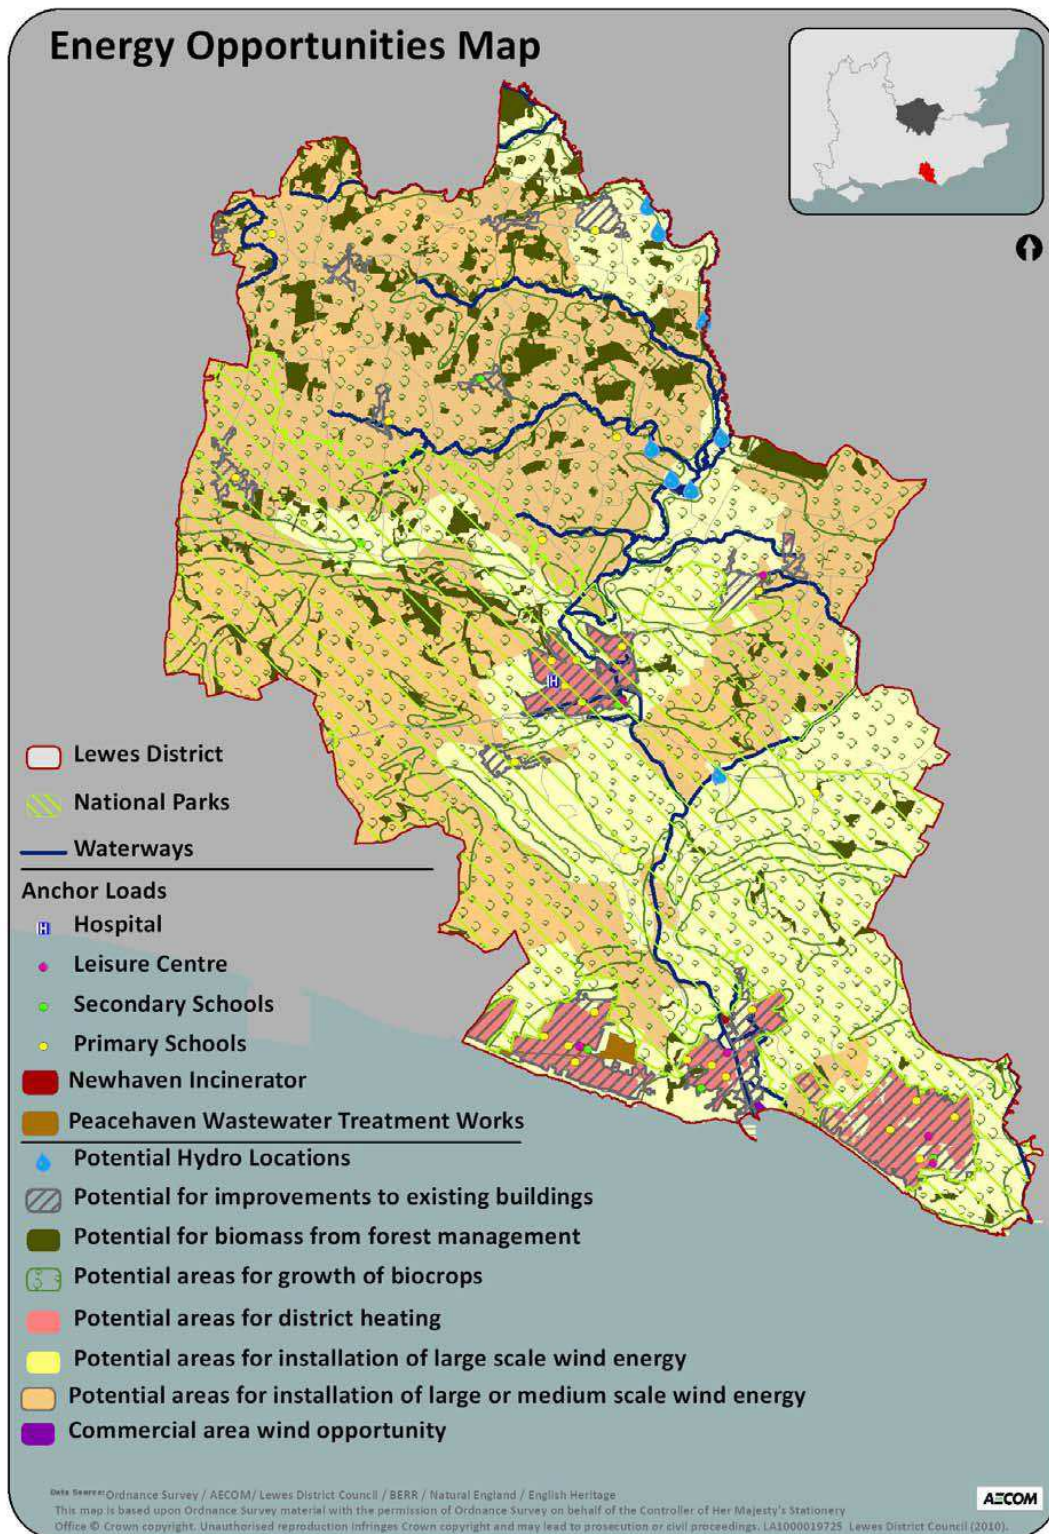 Energy Opportunities Map
H
Lewes District
National Parks
Waterways
Anchor Loads
H Hospital
Leisure Centre
Secondary Schools
Primary Schools
Newhaven Incinerator
Peacehaven Wastewater Treatment Works
Potential Hydro Locations
Potential for improvements to existing buildings
Potential for biomass from forest management
Potential areas for growth of biocrops
Potential areas for district heating
Potential areas for installation of large scale wind energy
Potential areas for installation of large or medium scale wind energy
Commercial area wind opportunity
Data Source: Ordnance Survey / AECOM/ Lewes District Council / BERR / Natural England / English Heritage
This map is based upon Ordnance Survey material with the permission of Ordnance Survey on behalf of the Controller of Her Majesty's Stationery
Office © Crown copyright. Unauthorised reproduction infringes Crown copyright and may lead to prosecution or civil proceedings. LA1000019725 Lewes District Council (2010).
AECOM